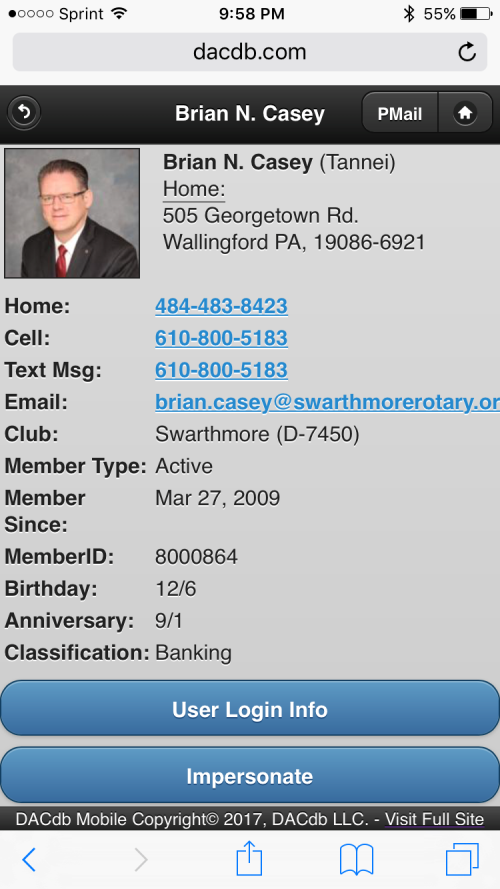 Sprint 9:58 PM 55%
dacdb.com
Brian N. Casey PMail
Brian N. Casey (Tannei)
Home:
505 Georgetown Rd.
Wallingford PA, 19086-6921
Home: 484-483-8423
Cell: 610-800-5183
Text Msg: 610-800-5183
Email: brian.casey@swarthmorerotary.or
Club: Swarthmore (D-7450)
Member Type: Active
Member Mar 27, 2009
Since:
MemberID: 8000864
Birthday: 12/6
Anniversary: 9/1
Classification: Banking
User Login Info
Impersonate
DACdb Mobile Copyright© 2017, DACdb LLC. - Visit Full Site